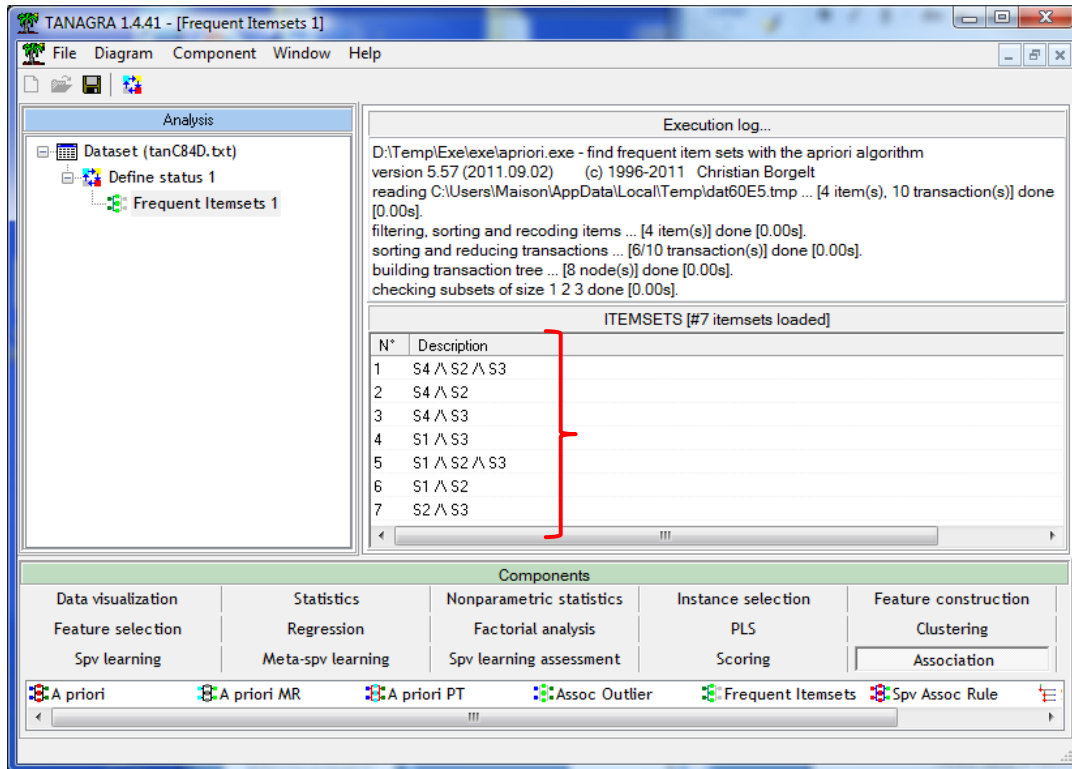 TANAGRA 1.4.41 - [Frequent Itemsets 1]
File Diagram Component Window Help
Analysis
Dataset (tanC84D.txt)
Define status 1
Frequent Itemsets 1
Execution log...
D:\Temp\Exe\exe\apriori.exe - find frequent item sets with the apriori algorithm
version 5.57 (2011.09.02) (c) 1996-2011 Christian Borgelt
reading C:\Users\Maison\AppData\Local\Temp\dat60E5.tmp ... [4 item(s), 10 transaction(s)] done
[0.00s].
filtering, sorting and recoding items ... [4 item(s)] done [0.00s].
sorting and reducing transactions ... [6/10 transaction(s)] done [0.00s].
building transaction tree ... [8 node(s)] done [0.00s].
checking subsets of size 1 2 3 done [0.00s].
ITEMSETS [#7 itemsets loaded]
N° Description
1 S4 /\ S2 /\ S3
2 S4 /\ S2
3 S4 /\ S3
4 S1 /\ S3
5 S1 /\ S2 /\ S3
6 S1 /\ S2
7 S2 /\ S3
Components
Data visualization Statistics Nonparametric statistics Instance selection Feature construction
Feature selection Regression Factorial analysis PLS Clustering
Spv learning Meta-spv learning Spv learning assessment Scoring Association
A priori A priori MR A priori PT Assoc Outlier Frequent Itemsets Spv Assoc Rule